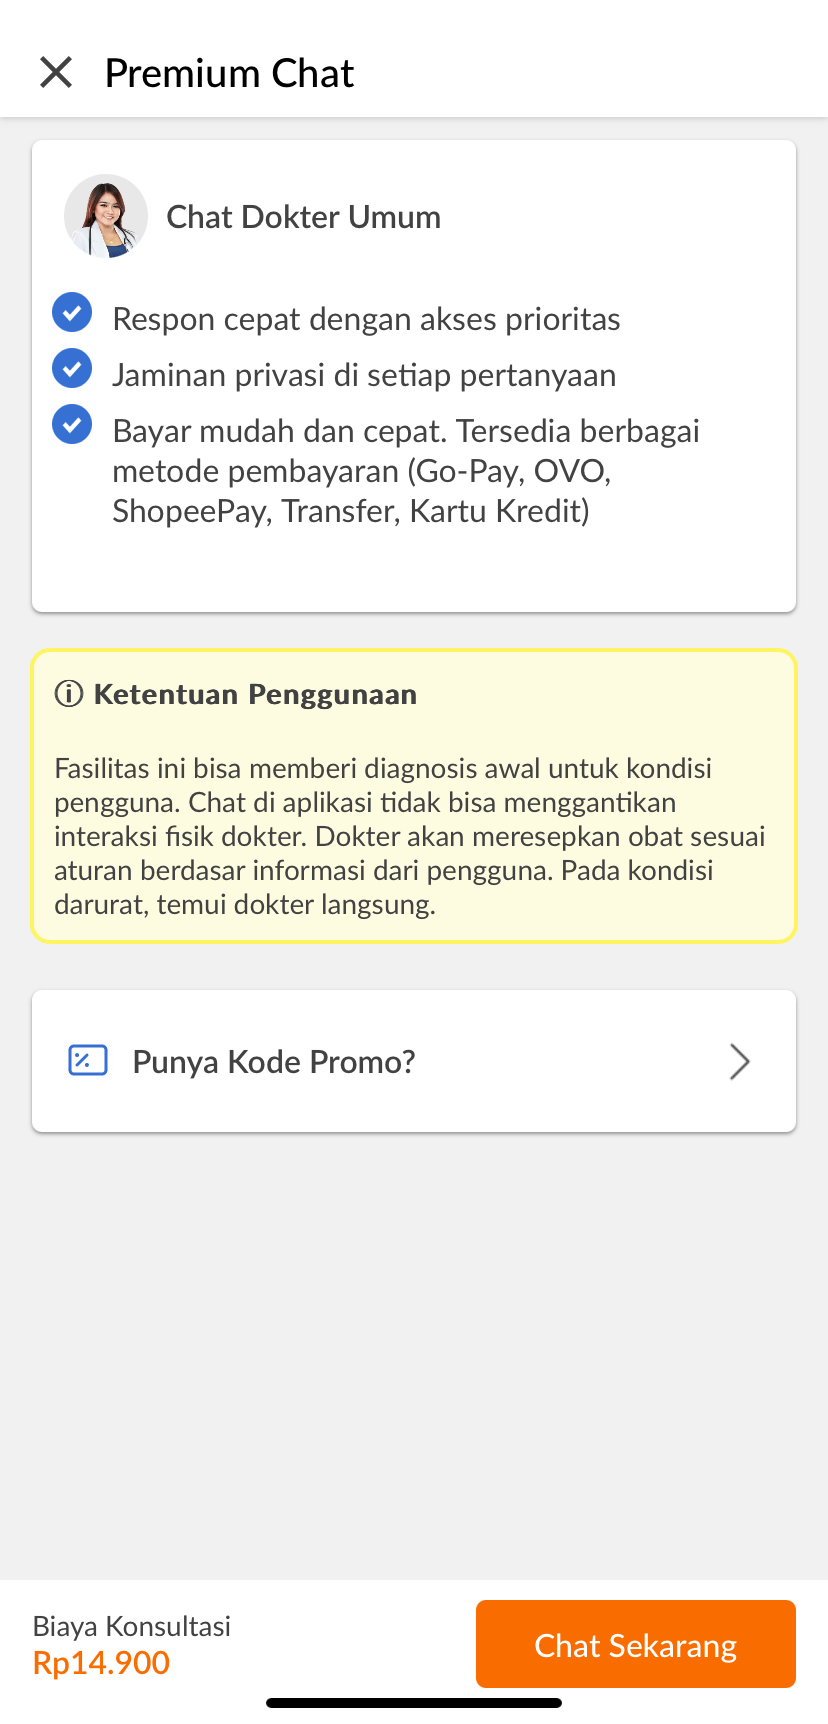 Premium Chat
Chat Dokter Umum
Respon cepat dengan akses prioritas
Jaminan privasi di setiap pertanyaan
Bayar mudah dan cepat. Tersedia berbagai
metode pembayaran (Go-Pay, OVO,
ShopeePay, Transfer, Kartu Kredit)
Ketentuan Penggunaan
Fasilitas ini bisa memberi diagnosis awal untuk kondisi
pengguna. Chat di aplikasi tidak bisa menggantikan
interaksi fisik dokter. Dokter akan meresepkan obat sesuai
aturan berdasar informasi dari pengguna. Pada kondisi
darurat, temui dokter langsung.
Punya Kode Promo?
Biaya Konsultasi
Rp14.900
Chat Sekarang